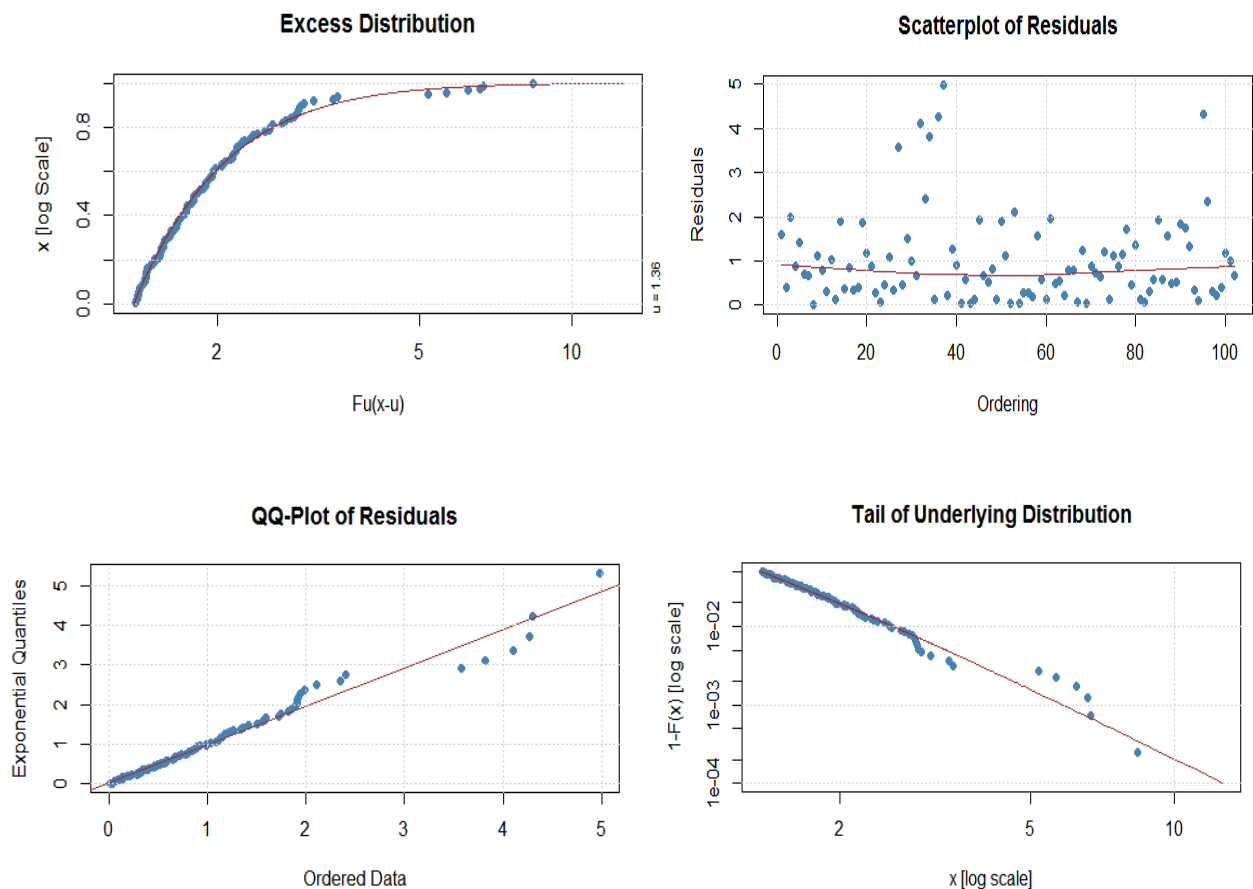 Excess Distribution
x [log Scale]
0.0
0.4
0.8
2
5
10
u = 1.36
Fu(x-u)
Scatterplot of Residuals
Residuals
0
1
2
3
4
5
0
20
40
60
80
100
Ordering
QQ-Plot of Residuals
Exponential Quantiles
0
1
2
3
4
5
0
1
2
3
4
5
Ordered Data
Tail of Underlying Distribution
1-F(x) [log scale]
1e-04
1e-03
1e-02
2
5
10
x [log scale]